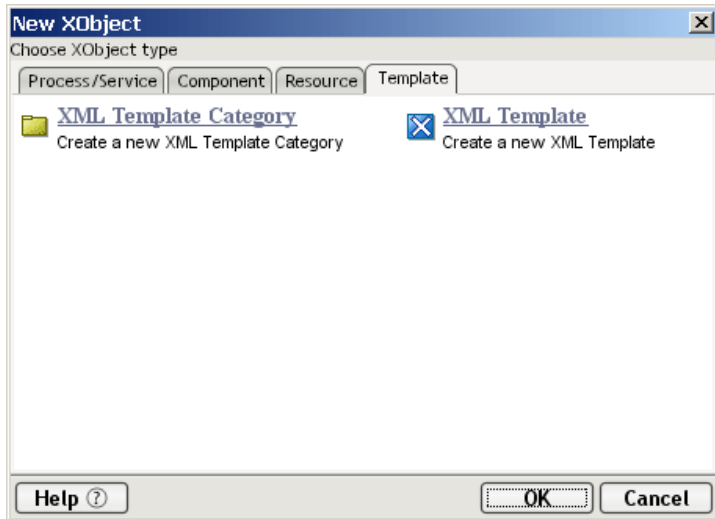 New XObject
Choose XObject type
Process/Service Component Resource Template
XML Template Category XML Template
Create a new XML Template Category Create a new XML Template
Help ? OK Cancel